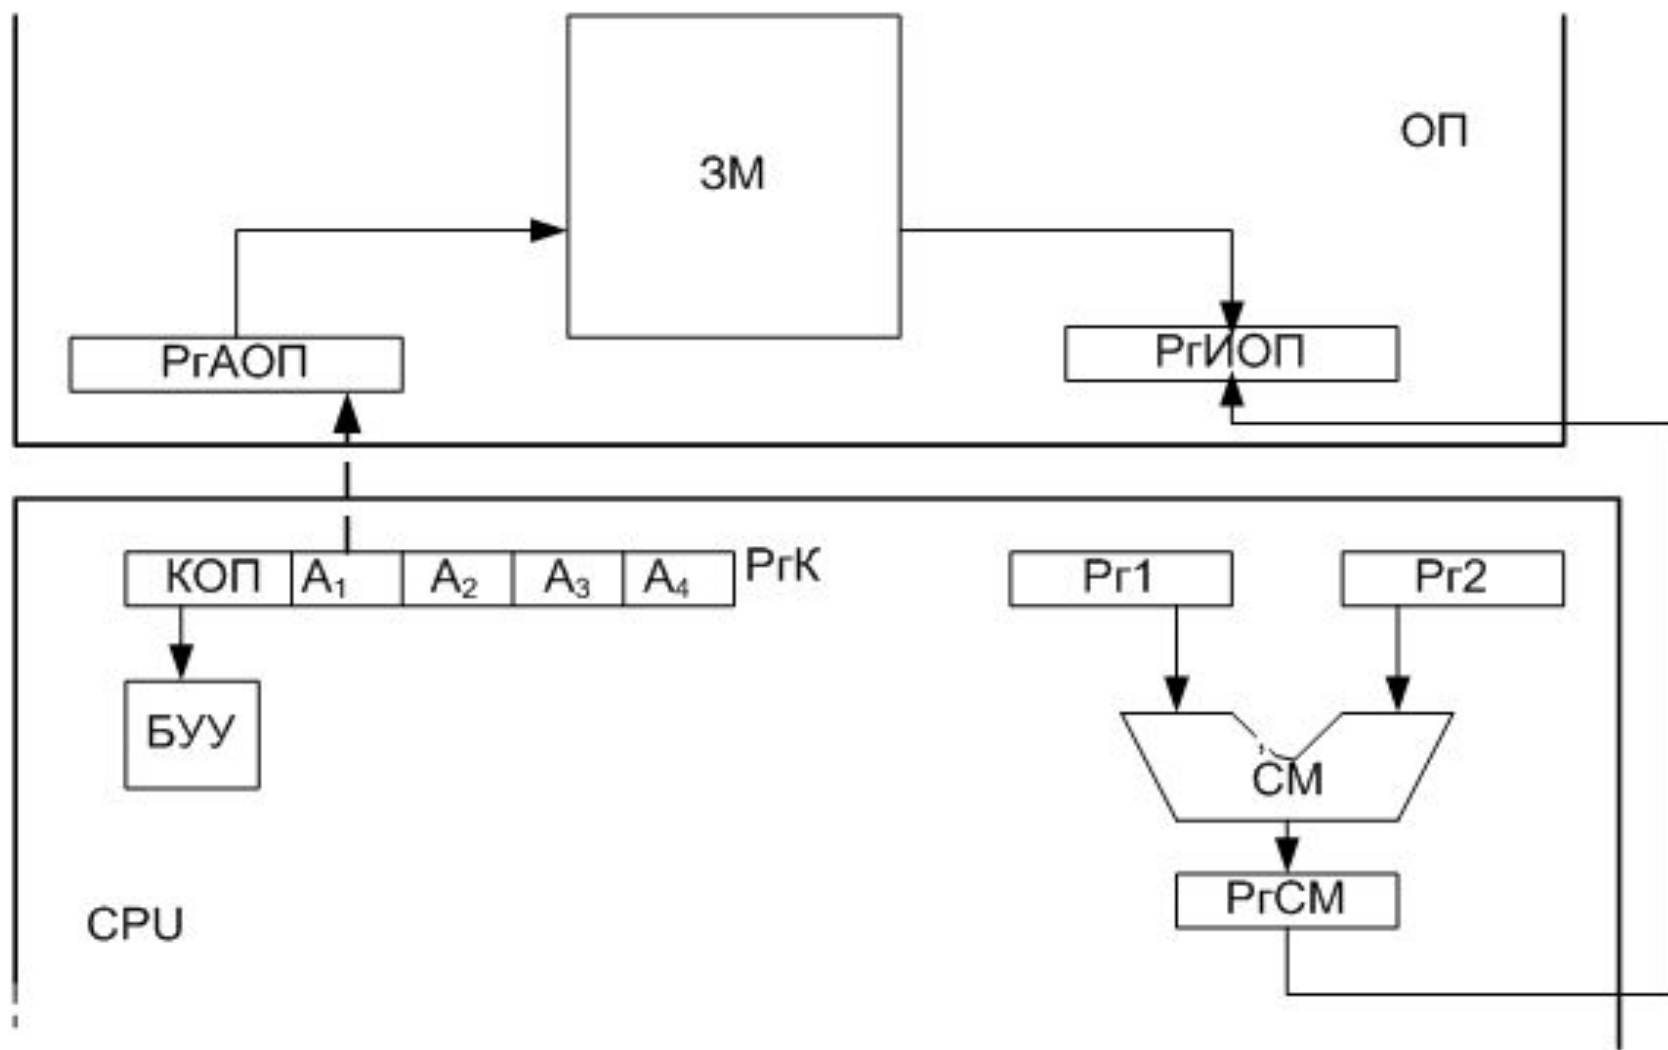 ОП
ЗМ
РгАОП
РгИОП
КОП A₁ A₂ A₃ A₄ РгК
Рг1 Рг2
БУУ
СМ
РгСМ
CPU